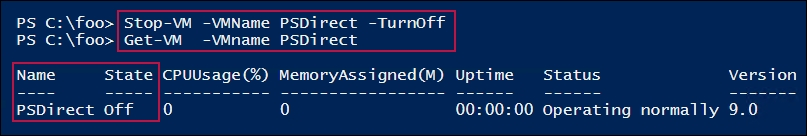 PS C:\foo> Stop-VM -VMName PSDirect -TurnOff
PS C:\foo> Get-VM  -VMname PSDirect
Name     State CPUUsage(%) MemoryAssigned(M) Uptime   Status             Version
----     ----- ----------- ----------------- ------   ------             -------
PSDirect Off   0           0                 00:00:00 Operating normally 9.0